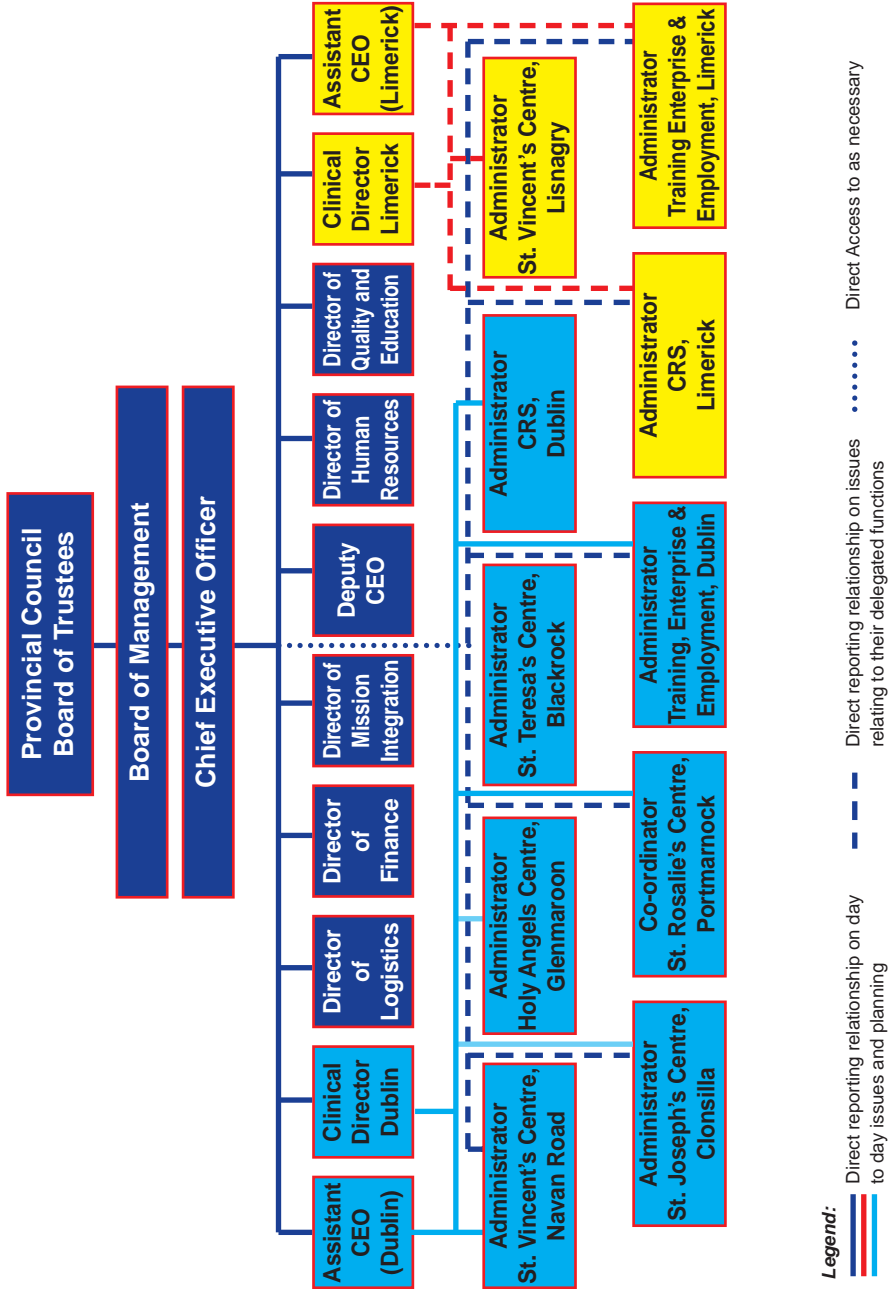 Provincial Council
Board of Trustees
Board of Management
Chief Executive Officer
Assistant
CEO
(Dublin)
Clinical
Director
Dublin
Director
of
Logistics
Director
of
Finance
Director of
Mission
Integration
Deputy
CEO
Director of
Human
Resources
Director of
Quality and
Education
Clinical
Director
Limerick
Assistant
CEO
(Limerick)
Administrator
St. Vincent's Centre,
Navan Road
Administrator
Holy Angels Centre,
Glenmaroon
Administrator
St. Teresa's Centre,
Blackrock
Administrator
CRS,
Dublin
Administrator
St. Vincent's Centre,
Lisnagry
Administrator
St. Joseph's Centre,
Clonsilla
Co-ordinator
St. Rosalie's Centre,
Portmarnock
Administrator
Training, Enterprise &
Employment, Dublin
Administrator
CRS,
Limerick
Administrator
Training Enterprise &
Employment, Limerick
Legend:
Direct reporting relationship on day
to day issues and planning
Direct reporting relationship on issues
relating to their delegated functions
Direct Access to as necessary